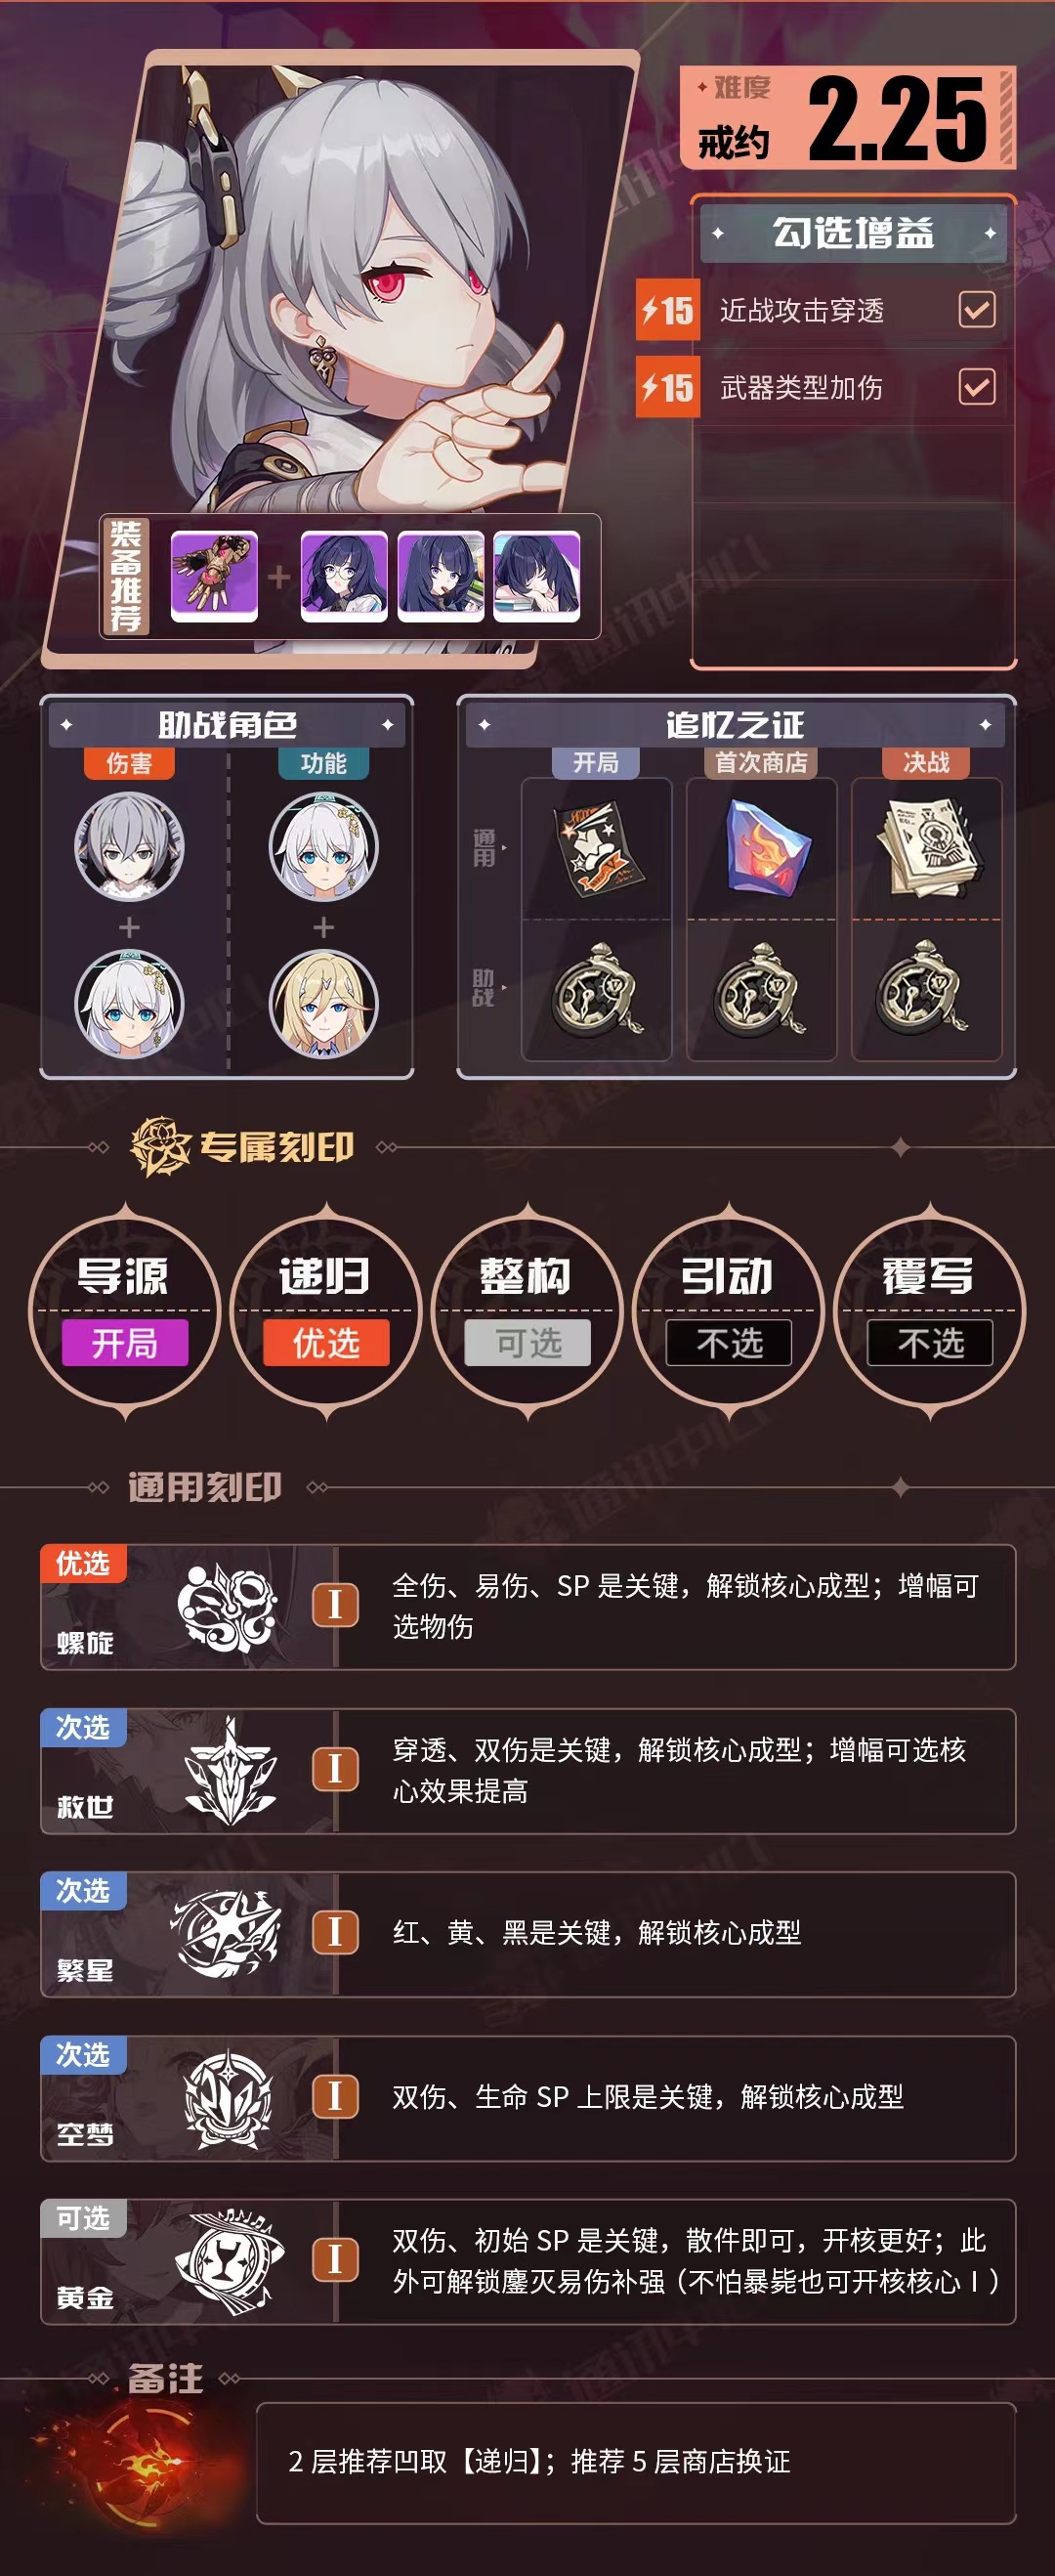 难度
戒约
2.25
勾选增益
15 近战攻击穿透
15 武器类型加伤
装备推荐
助战角色
伤害
功能
追忆之证
开局
首次商店
决战
通用
助战
专属刻印
导源
开局
递归
优选
整构
可选
引动
不选
覆写
不选
通用刻印
优选
螺旋
I
全伤、易伤、SP 是关键，解锁核心成型；增幅可
选物伤
次选
救世
I
穿透、双伤是关键，解锁核心成型；增幅可选核
心效果提高
次选
繁星
I
红、黄、黑是关键，解锁核心成型
次选
空梦
I
双伤、生命 SP 上限是关键，解锁核心成型
可选
黄金
I
双伤、初始 SP 是关键，散件即可，开核更好；此
外可解锁鏖灭易伤补强（不怕暴毙也可开核核心 I ）
备注
2 层推荐凹取【递归】；推荐 5 层商店换证
通讯中心